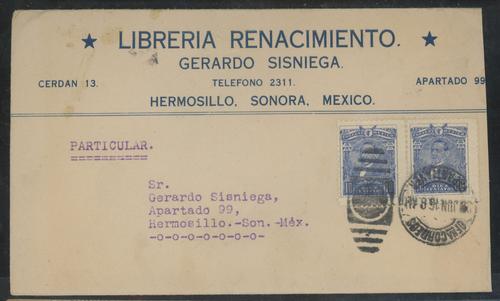 ★ LIBRERIA RENACIMIENTO. ★
GERARDO SISNIEGA.
CERDAN 13. TELEFONO 2311. APARTADO 99
HERMOSILLO, SONORA, MEXICO.
PARTICULAR.
Sr.
Gerardo Sisniega,
Apartado 99,
Hermosillo.-Son.-Méx.
-o-o-o-o-o-o-o-
JUN